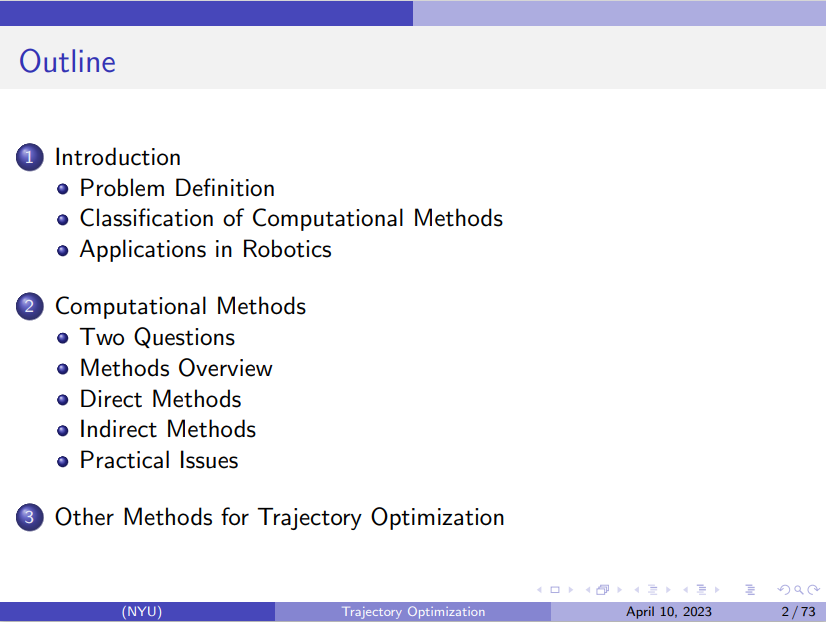 Outline
1 Introduction
Problem Definition
Classification of Computational Methods
Applications in Robotics
2 Computational Methods
Two Questions
Methods Overview
Direct Methods
Indirect Methods
Practical Issues
3 Other Methods for Trajectory Optimization
(NYU) Trajectory Optimization April 10, 2023 2 / 73